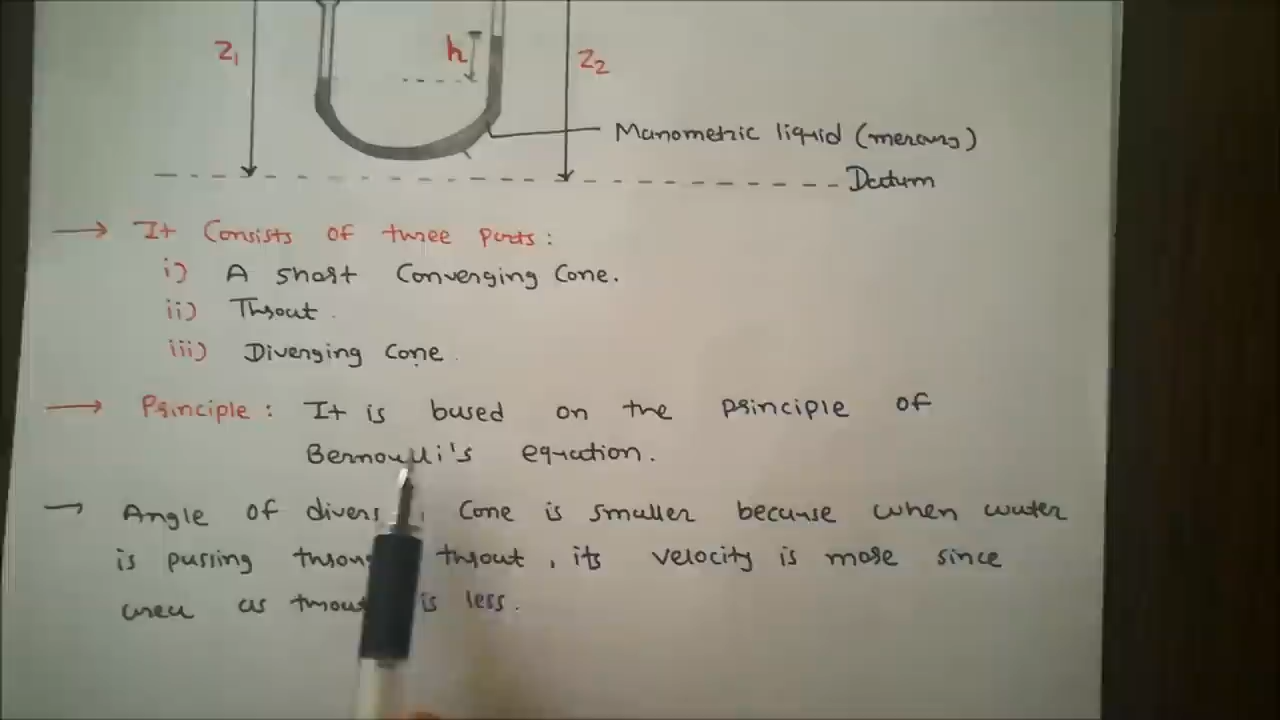 Z1
h
Z2
Manometric liquid (mercury)
Datum
→ It Consists of three parts:
i) A short Converging Cone.
ii) Throat.
iii) Diverging Cone.
→ Principle: It is based on the principle of
Bernoulli's equation.
→ Angle of Cone is smaller because when water
is passing throat, its velocity is more since
area as is less.